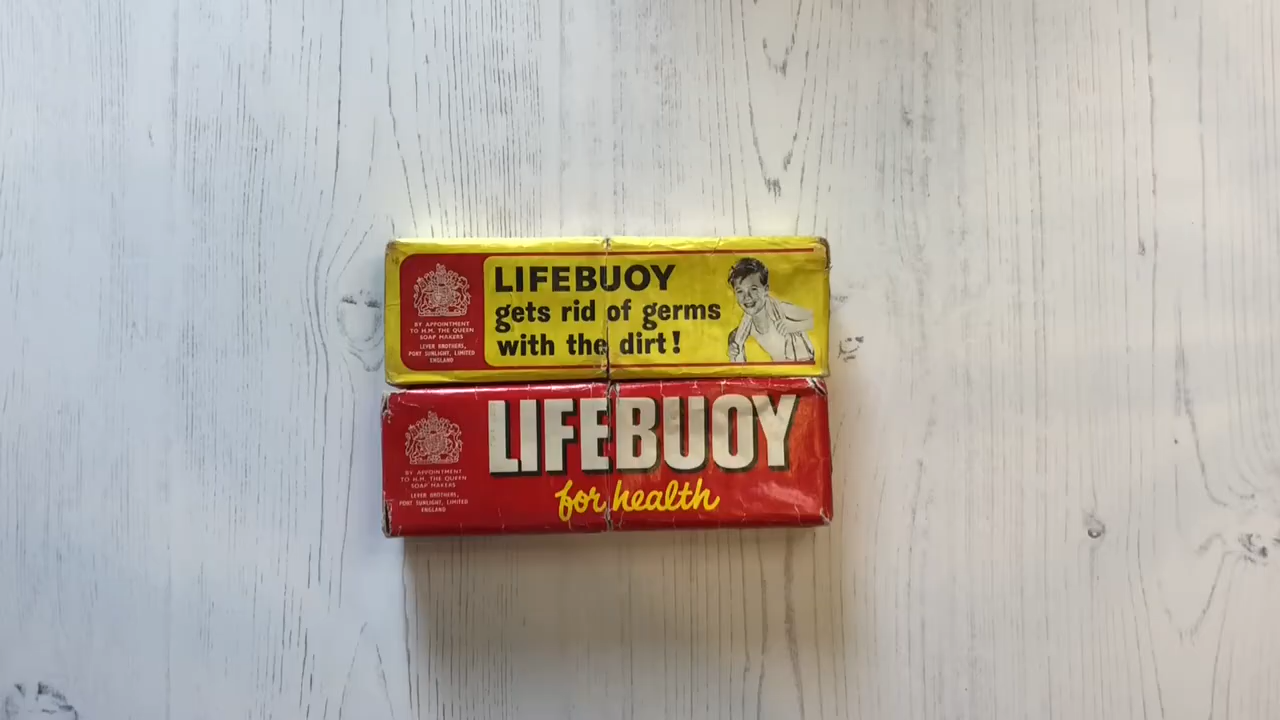 BY APPOINTMENT
TO H.M. THE QUEEN
SOAP MAKERS
LEVER BROTHERS,
PORT SUNLIGHT, LIMITED
ENGLAND
LIFEBUOY
gets rid of germs
with the dirt!
BY APPOINTMENT
TO H.M. THE QUEEN
SOAP MAKERS
LEVER BROTHERS,
PORT SUNLIGHT, LIMITED
ENGLAND
LIFEBUOY
for health